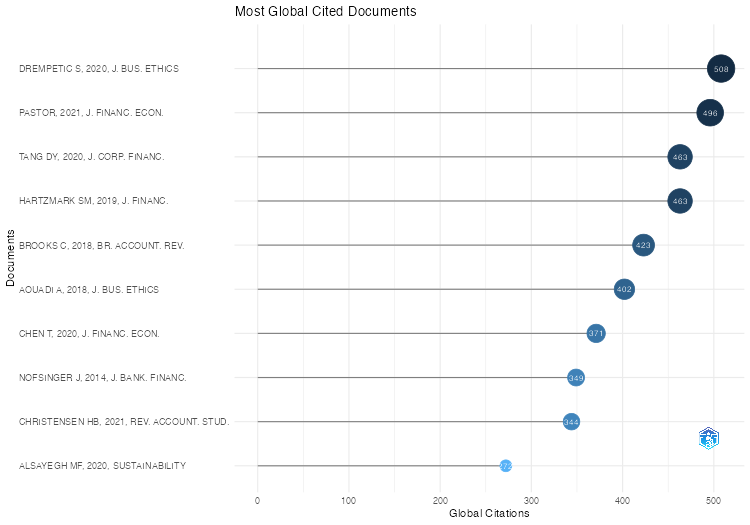 Most Global Cited Documents
Documents
DREMPETIC S, 2020, J. BUS. ETHICS
508
PASTOR, 2021, J. FINANC. ECON.
496
TANG DY, 2020, J. CORP. FINANC.
463
HARTZMARK SM, 2019, J. FINANC.
463
BROOKS C, 2018, BR. ACCOUNT. REV.
423
AOUADI A, 2018, J. BUS. ETHICS
402
CHEN T, 2020, J. FINANC. ECON.
371
NOFSINGER J, 2014, J. BANK. FINANC.
349
CHRISTENSEN HB, 2021, REV. ACCOUNT. STUD.
344
ALSAYEGH MF, 2020, SUSTAINABILITY
0 100 200 300 400 500
Global Citations